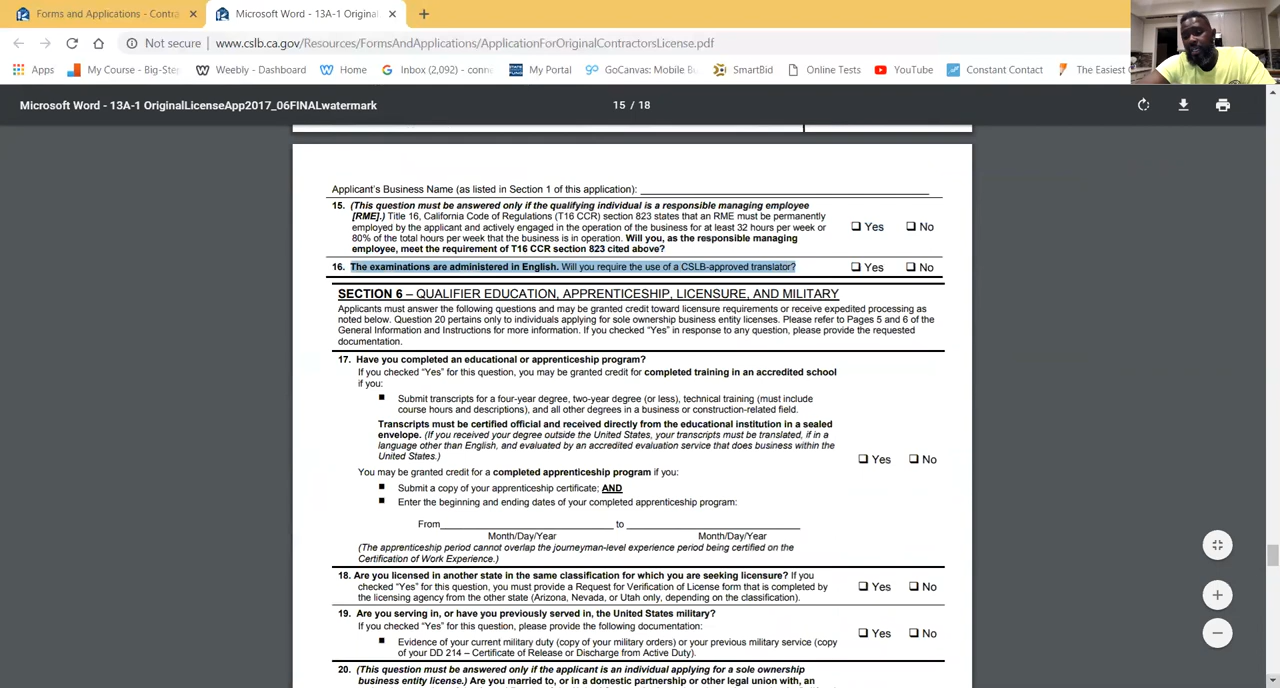 Forms and Applications - Contra
Microsoft Word - 13A-1 Original
Not secure | www.cslb.ca.gov/Resources/FormsAndApplications/ApplicationForOriginalContractorsLicense.pdf
Apps
My Course - Big-Ste
Weebly - Dashboard
Home
Inbox (2,092) - conne
My Portal
GoCanvas: Mobile Bu
SmartBid
Online Tests
YouTube
Constant Contact
The Easiest
Microsoft Word - 13A-1 OriginalLicenseApp2017_06FINALwatermark
15 / 18
Applicant's Business Name (as listed in Section 1 of this application):
15. (This question must be answered only if the qualifying individual is a responsible managing employee
[RME].) Title 16, California Code of Regulations (T16 CCR) section 823 states that an RME must be permanently
employed by the applicant and actively engaged in the operation of the business for at least 32 hours per week or
80% of the total hours per week that the business is in operation. Will you, as the responsible managing
employee, meet the requirement of T16 CCR section 823 cited above?
Yes No
16. The examinations are administered in English. Will you require the use of a CSLB-approved translator?
Yes No
SECTION 6 – QUALIFIER EDUCATION, APPRENTICESHIP, LICENSURE, AND MILITARY
Applicants must answer the following questions and may be granted credit toward licensure requirements or receive expedited processing as
noted below. Question 20 pertains only to individuals applying for sole ownership business entity licenses. Please refer to Pages 5 and 6 of the
General Information and Instructions for more information. If you checked “Yes” in response to any question, please provide the requested
documentation.
17. Have you completed an educational or apprenticeship program?
If you checked “Yes” for this question, you may be granted credit for completed training in an accredited school
if you:
■ Submit transcripts for a four-year degree, two-year degree (or less), technical training (must include
course hours and descriptions), and all other degrees in a business or construction-related field.
Transcripts must be certified official and received directly from the educational institution in a sealed
envelope. (If you received your degree outside the United States, your transcripts must be translated, if in a
language other than English, and evaluated by an accredited evaluation service that does business within the
United States.)
Yes No
You may be granted credit for a completed apprenticeship program if you:
■ Submit a copy of your apprenticeship certificate; AND
■ Enter the beginning and ending dates of your completed apprenticeship program:
From to
Month/Day/Year Month/Day/Year
(The apprenticeship period cannot overlap the journeyman-level experience period being certified on the
Certification of Work Experience.)
18. Are you licensed in another state in the same classification for which you are seeking licensure? If you
checked “Yes” for this question, you must provide a Request for Verification of License form that is completed by
the licensing agency from the other state (Arizona, Nevada, or Utah only, depending on the classification).
Yes No
19. Are you serving in, or have you previously served in, the United States military?
If you checked “Yes” for this question, please provide the following documentation:
■ Evidence of your current military duty (copy of your military orders) or your previous military service (copy
of your DD 214 – Certificate of Release or Discharge from Active Duty).
Yes No
20. (This question must be answered only if the applicant is an individual applying for a sole ownership
business entity license.) Are you married to, or in a domestic partnership or other legal union with, an